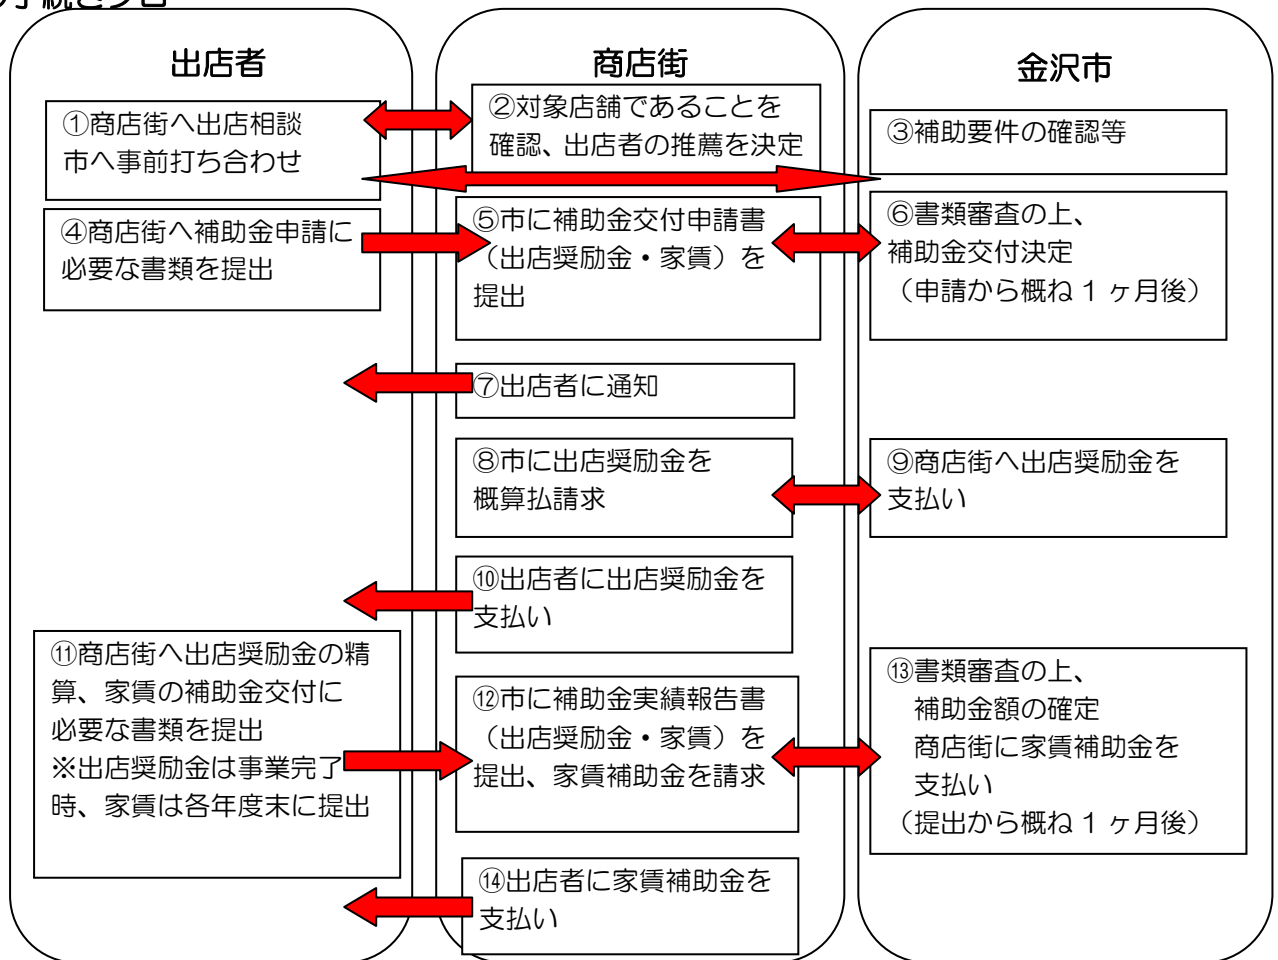 出店者
商店街
金沢市
①商店街へ出店相談
市へ事前打ち合わせ
②対象店舗であることを
確認、出店者の推薦を決定
③補助要件の確認等
④商店街へ補助金申請に
必要な書類を提出
⑤市に補助金交付申請書
（出店奨励金・家賃）を
提出
⑥書類審査の上、
補助金交付決定
（申請から概ね 1 ヶ月後）
⑦出店者に通知
⑧市に出店奨励金を
概算払請求
⑨商店街へ出店奨励金を
支払い
⑩出店者に出店奨励金を
支払い
⑪商店街へ出店奨励金の精
算、家賃の補助金交付に
必要な書類を提出
※出店奨励金は事業完了
時、家賃は各年度末に提出
⑫市に補助金実績報告書
（出店奨励金・家賃）を
提出、家賃補助金を請求
⑬書類審査の上、
補助金額の確定
商店街に家賃補助金を
支払い
（提出から概ね 1 ヶ月後）
⑭出店者に家賃補助金を
支払い